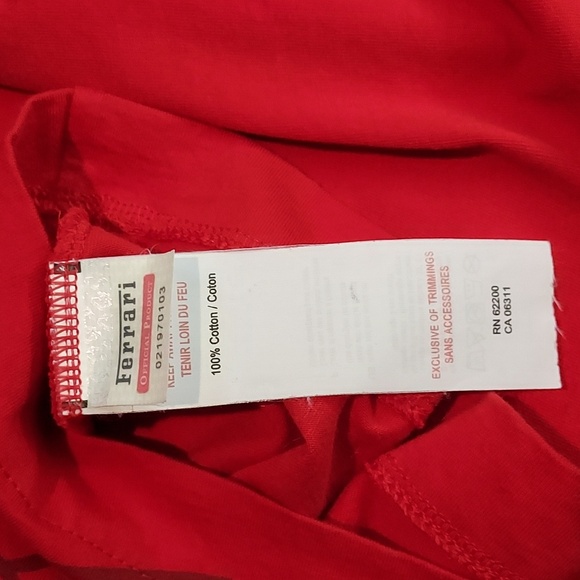 Ferrari
OFFICIAL PRODUCT
021970103
TENIR LOIN DU FEU
100% Cotton / Coton
EXCLUSIVE OF TRIMMINGS
SANS ACCESSOIRES
RN 62200
CA 06311